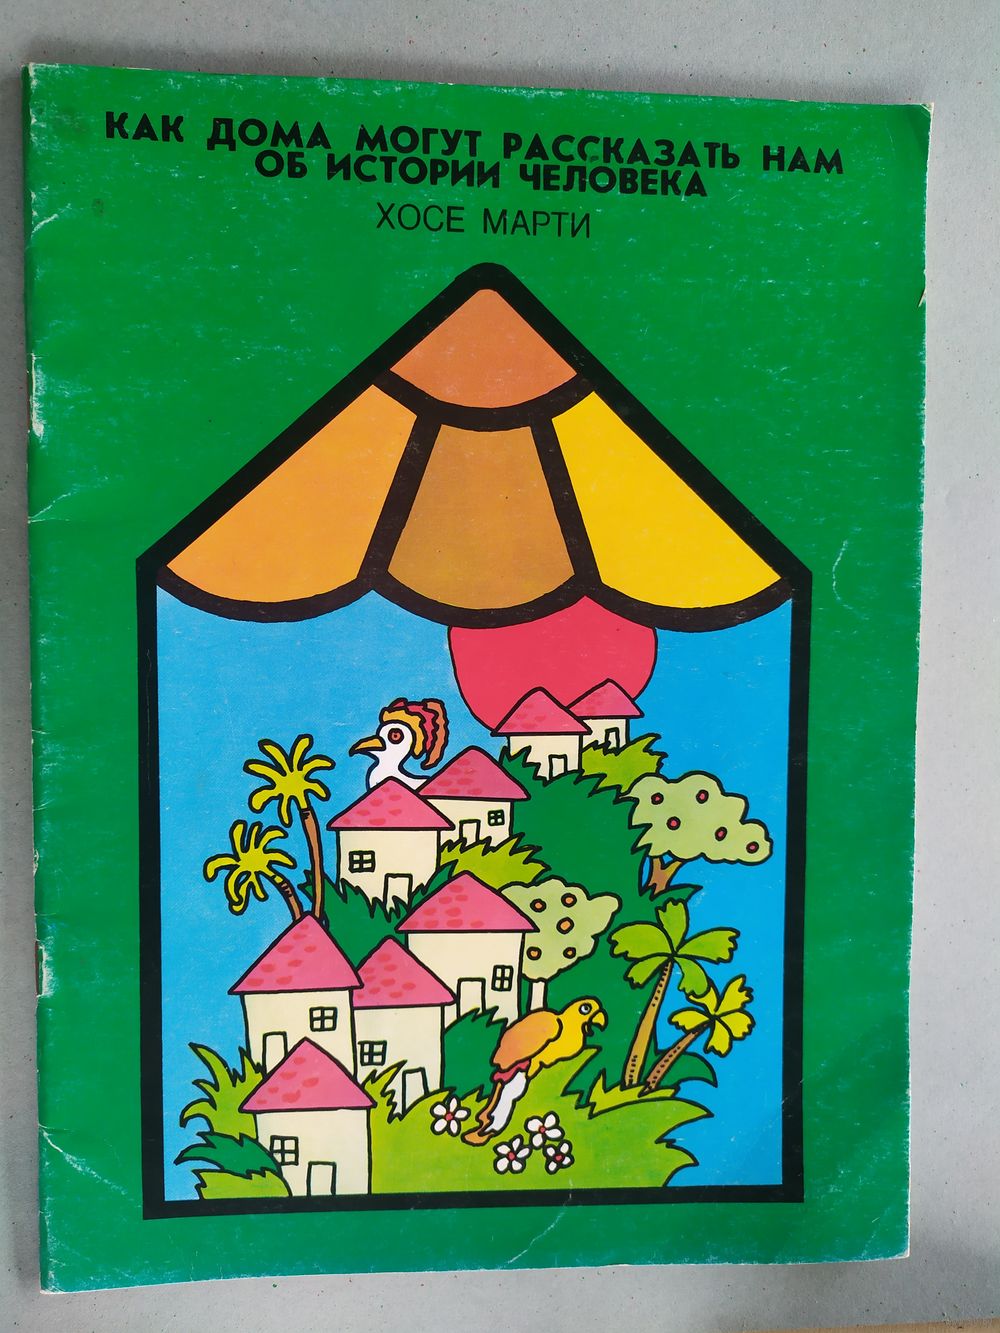 КАК ДОМА МОГУТ РАССКАЗАТЬ НАМ
ОБ ИСТОРИИ ЧЕЛОВЕКА
ХОСЕ МАРТИ